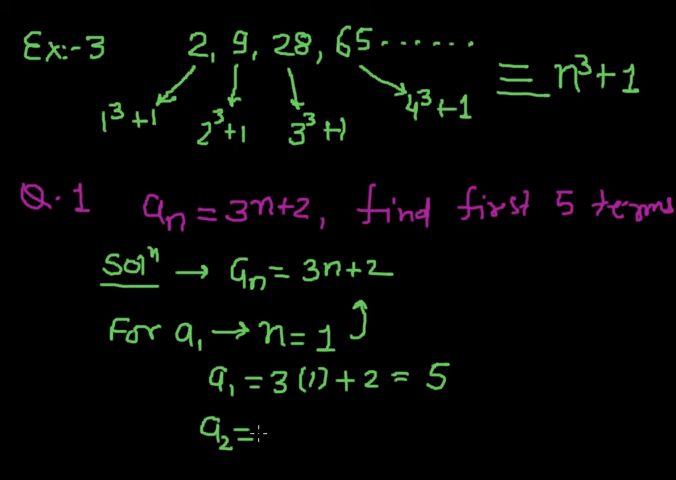 Ex:-3 2, 9, 28, 65 ....... ≡ n³+1
1³+1 2³+1 3³+1 4³+1
Q.1 aₙ = 3n+2, find first 5 terms
Solⁿ → aₙ = 3n+2
For a₁ → n = 1
a₁ = 3(1) + 2 = 5
a₂ =